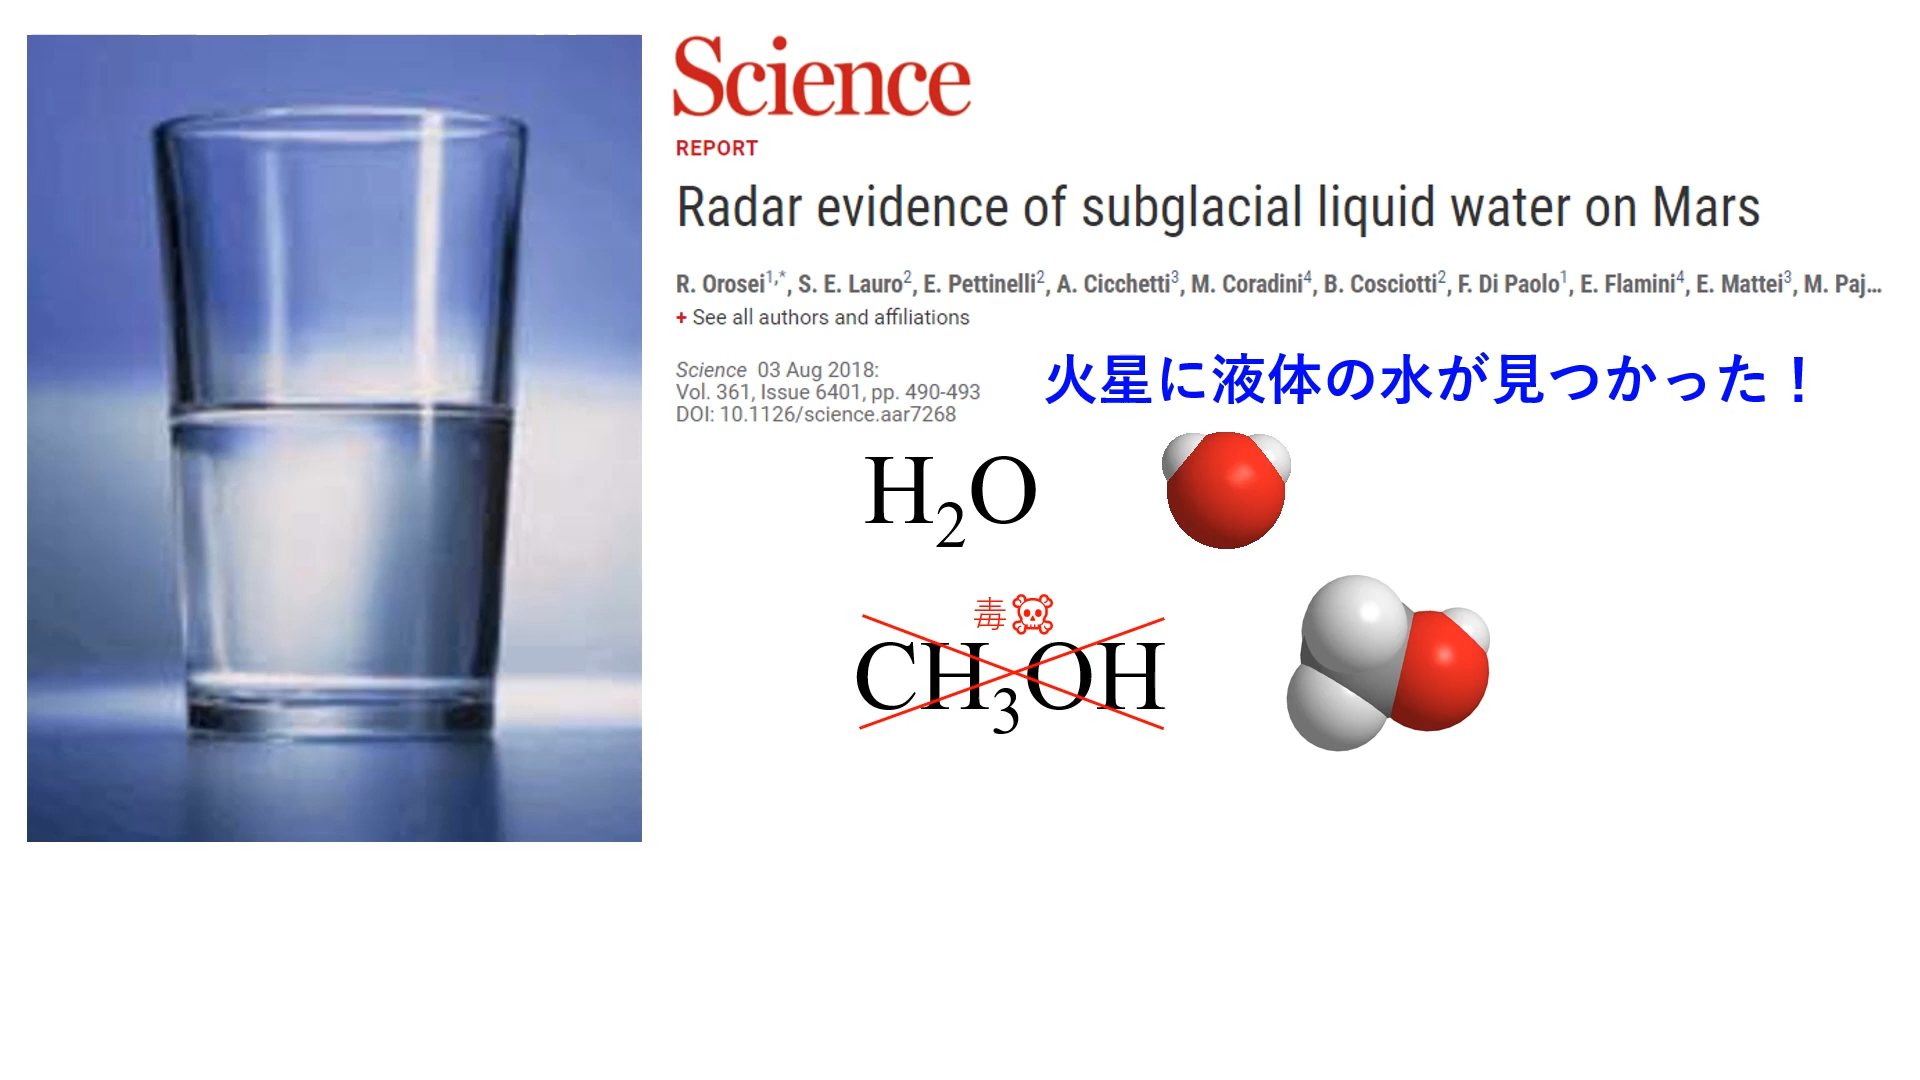 Science
REPORT
Radar evidence of subglacial liquid water on Mars
R. Orosei1,*, S. E. Lauro2, E. Pettinelli2, A. Cicchetti3, M. Coradini4, B. Cosciotti2, F. Di Paolo1, E. Flamini4, E. Mattei3, M. Paj...
+ See all authors and affiliations
Science 03 Aug 2018:
Vol. 361, Issue 6401, pp. 490-493
DOI: 10.1126/science.aar7268
火星に液体の水が見つかった！
H2O
毒☠
CH3OH